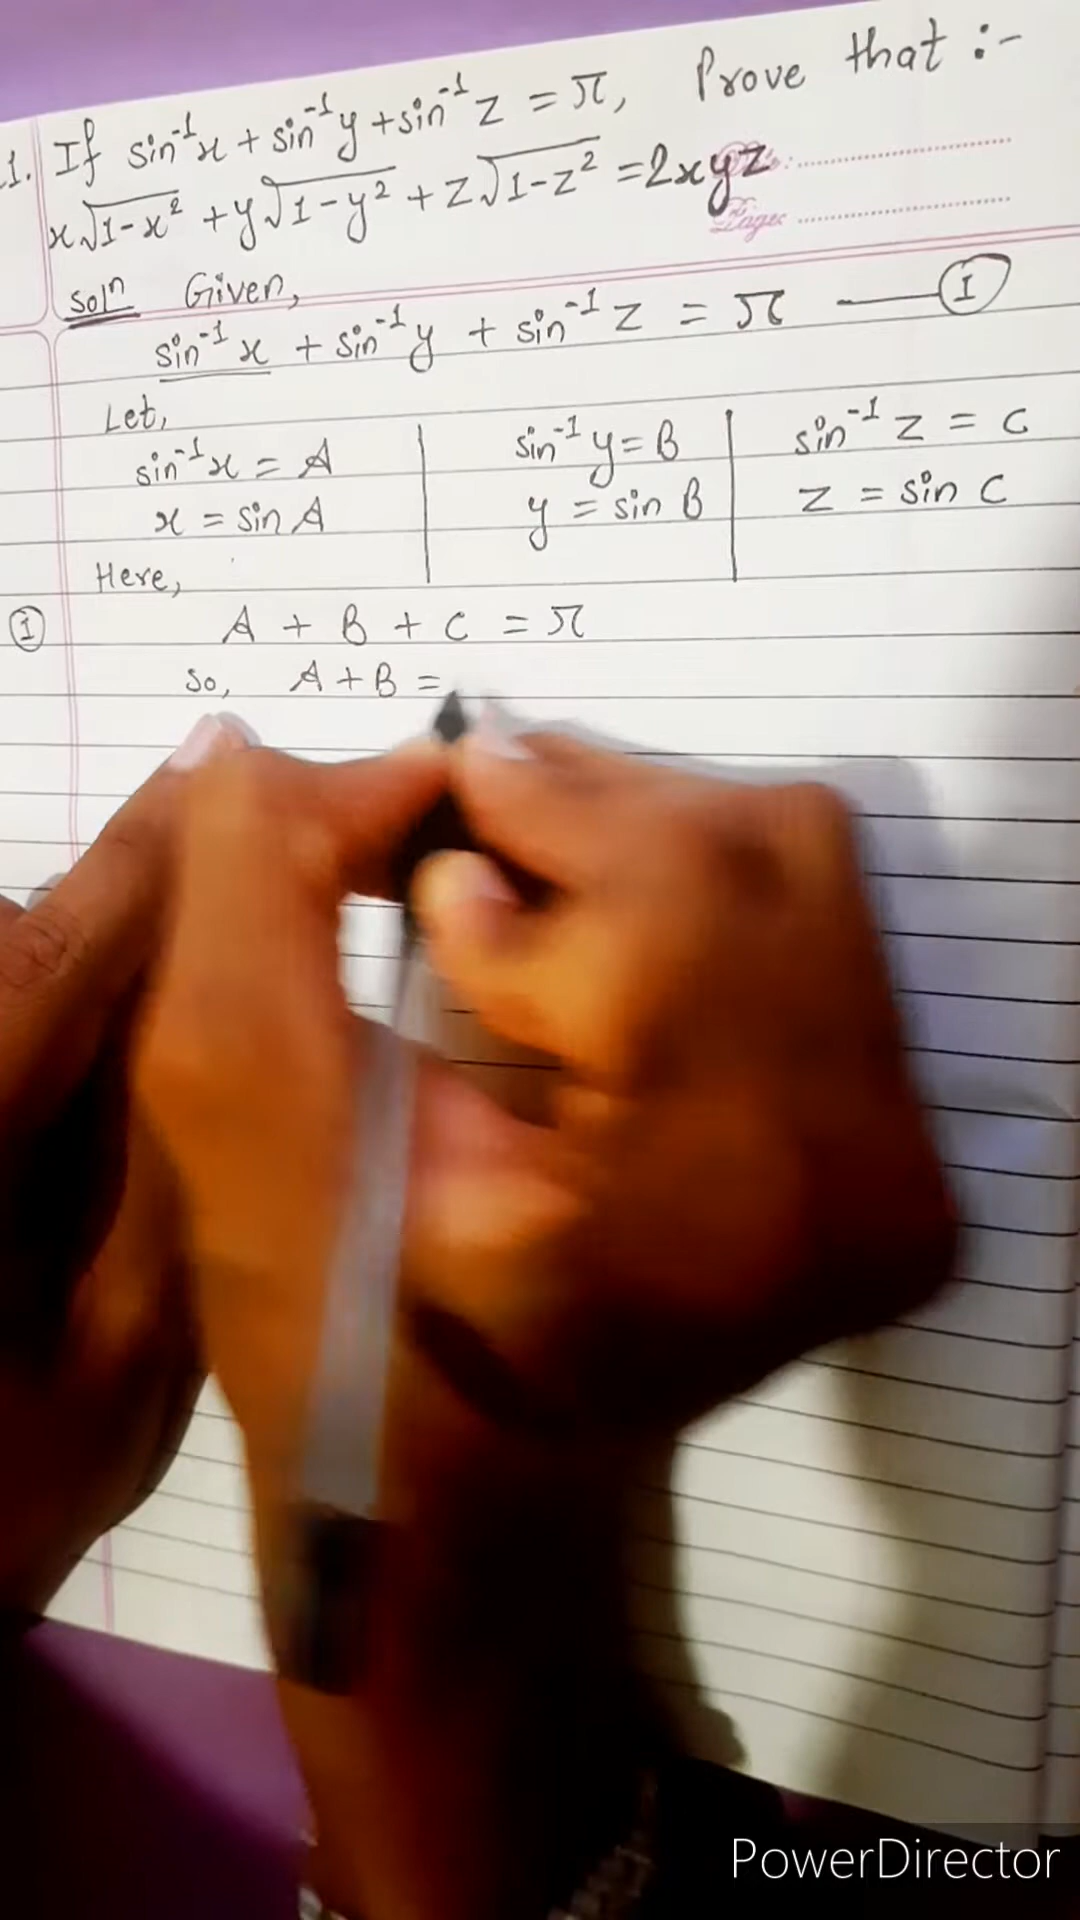 1. If sin⁻¹x + sin⁻¹y + sin⁻¹z = π, Prove that :-
x√1-x² + y√1-y² + z√1-z² = 2xyz
Page:
Solⁿ Given,
sin⁻¹x + sin⁻¹y + sin⁻¹z = π —— I
Let,
sin⁻¹x = A | sin⁻¹y = B | sin⁻¹z = C
x = sin A | y = sin B | z = sin C
Here,
1 A + B + C = π
So, A + B =
PowerDirector